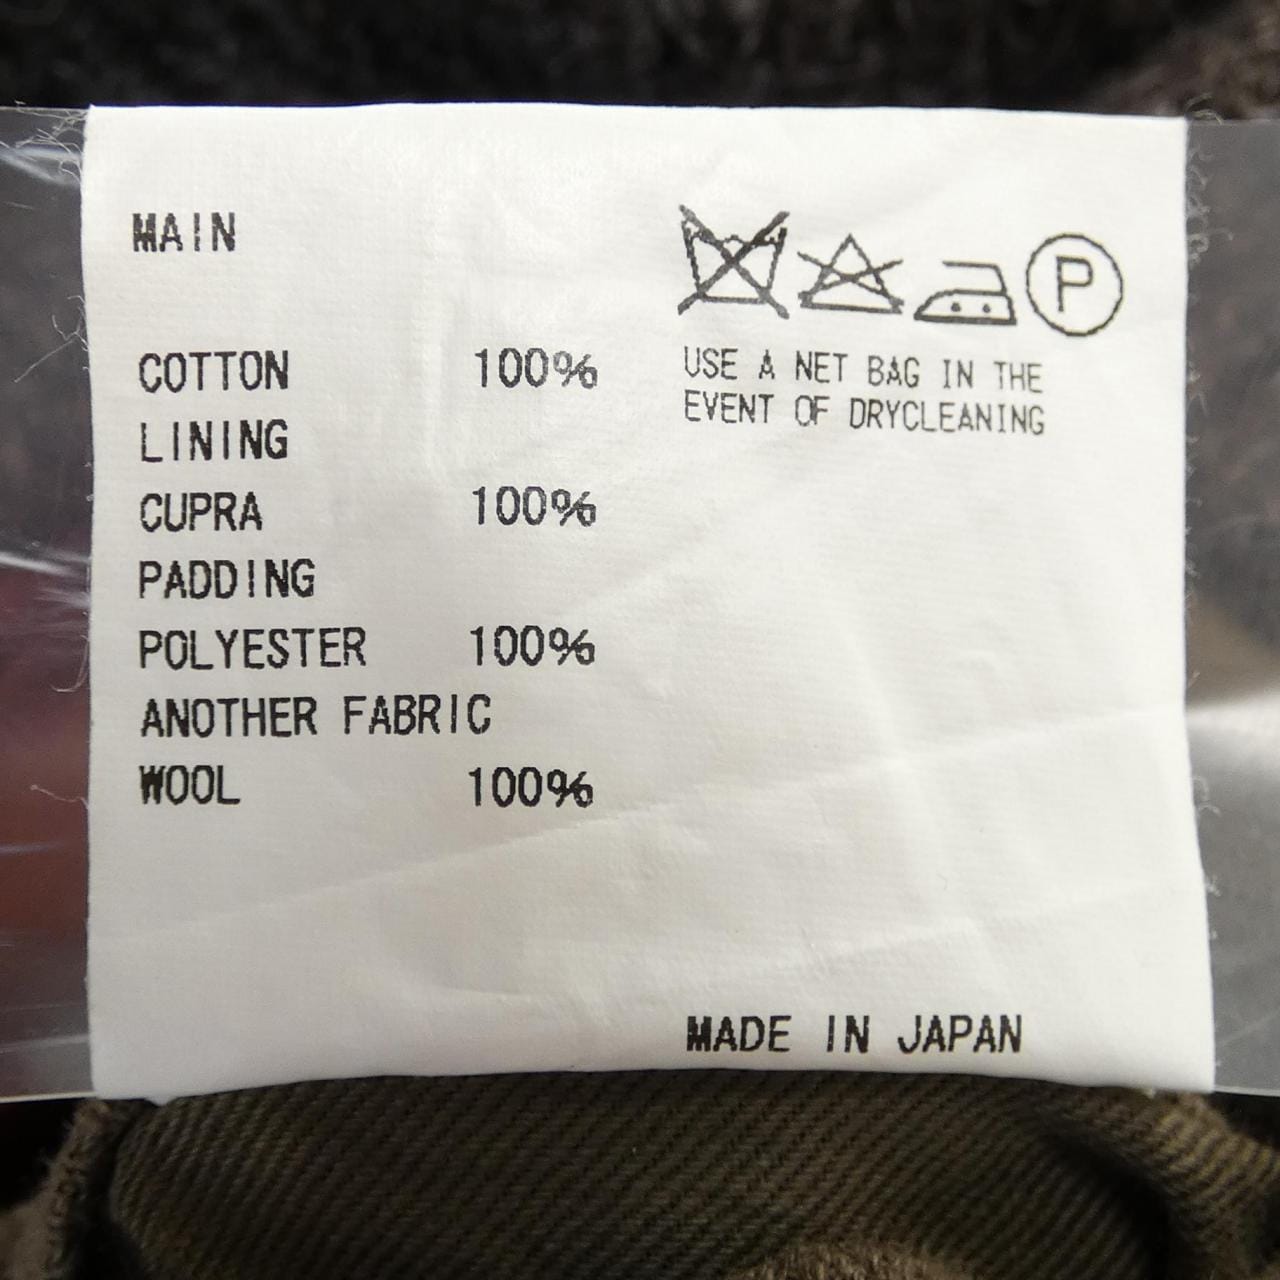 MAIN
COTTON 100%
LINING
CUPRA 100%
PADDING
POLYESTER 100%
ANOTHER FABRIC
WOOL 100%
P
USE A NET BAG IN THE
EVENT OF DRYCLEANING
MADE IN JAPAN